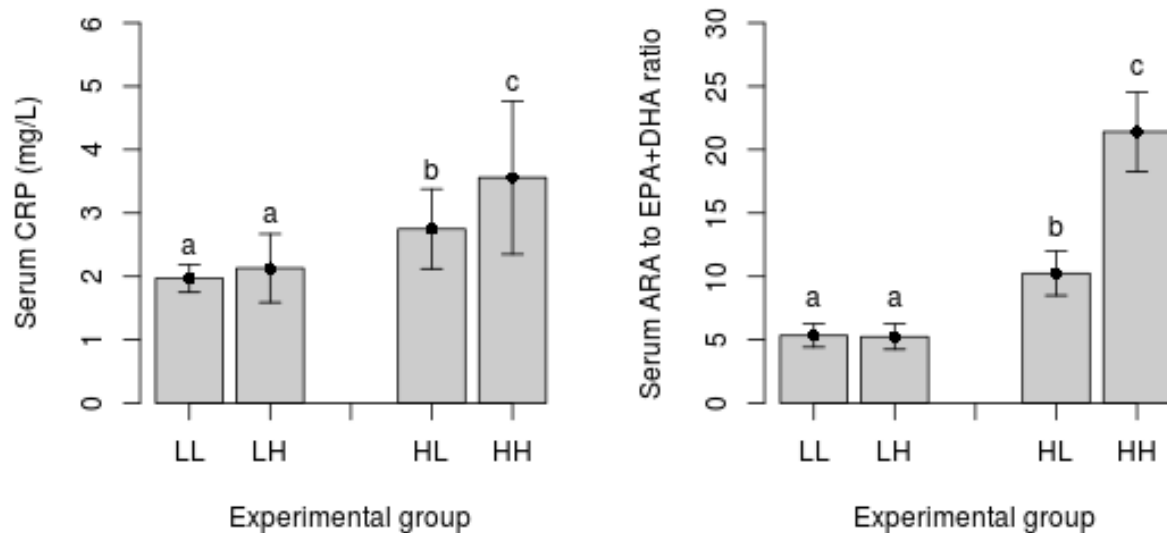 Serum CRP (mg/L)
6
5
4
3
2
1
0
a
a
b
c
LL LH HL HH
Experimental group
Serum ARA to EPA+DHA ratio
30
25
20
15
10
5
0
a
a
b
c
LL LH HL HH
Experimental group